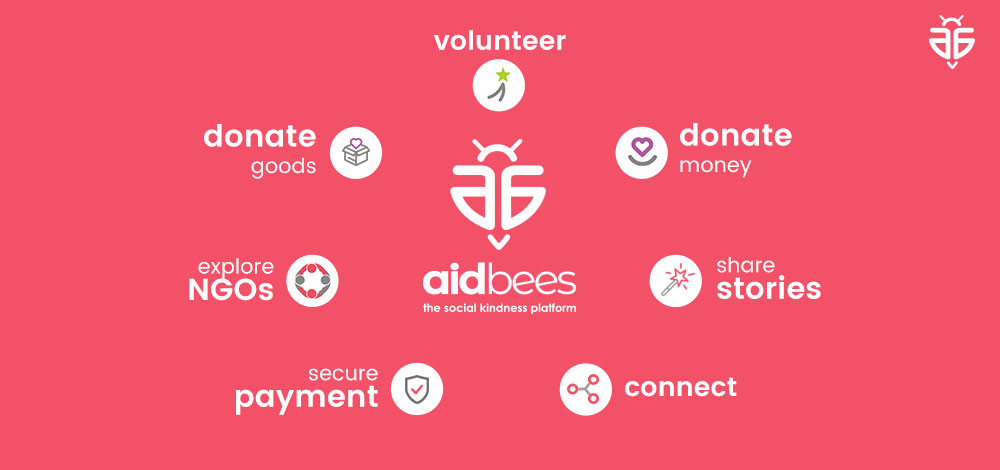 volunteer
donate
goods
donate
money
explore
NGOs
aidbees
the social kindness platform
share
stories
secure
payment
connect